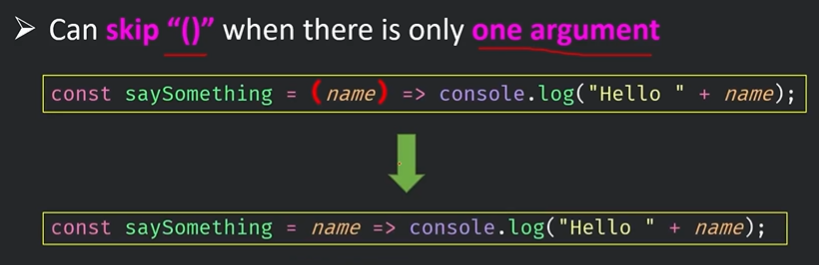 ➤ Can skip “()” when there is only one argument
const saySomething = (name) => console.log("Hello " + name);
const saySomething = name => console.log("Hello " + name);